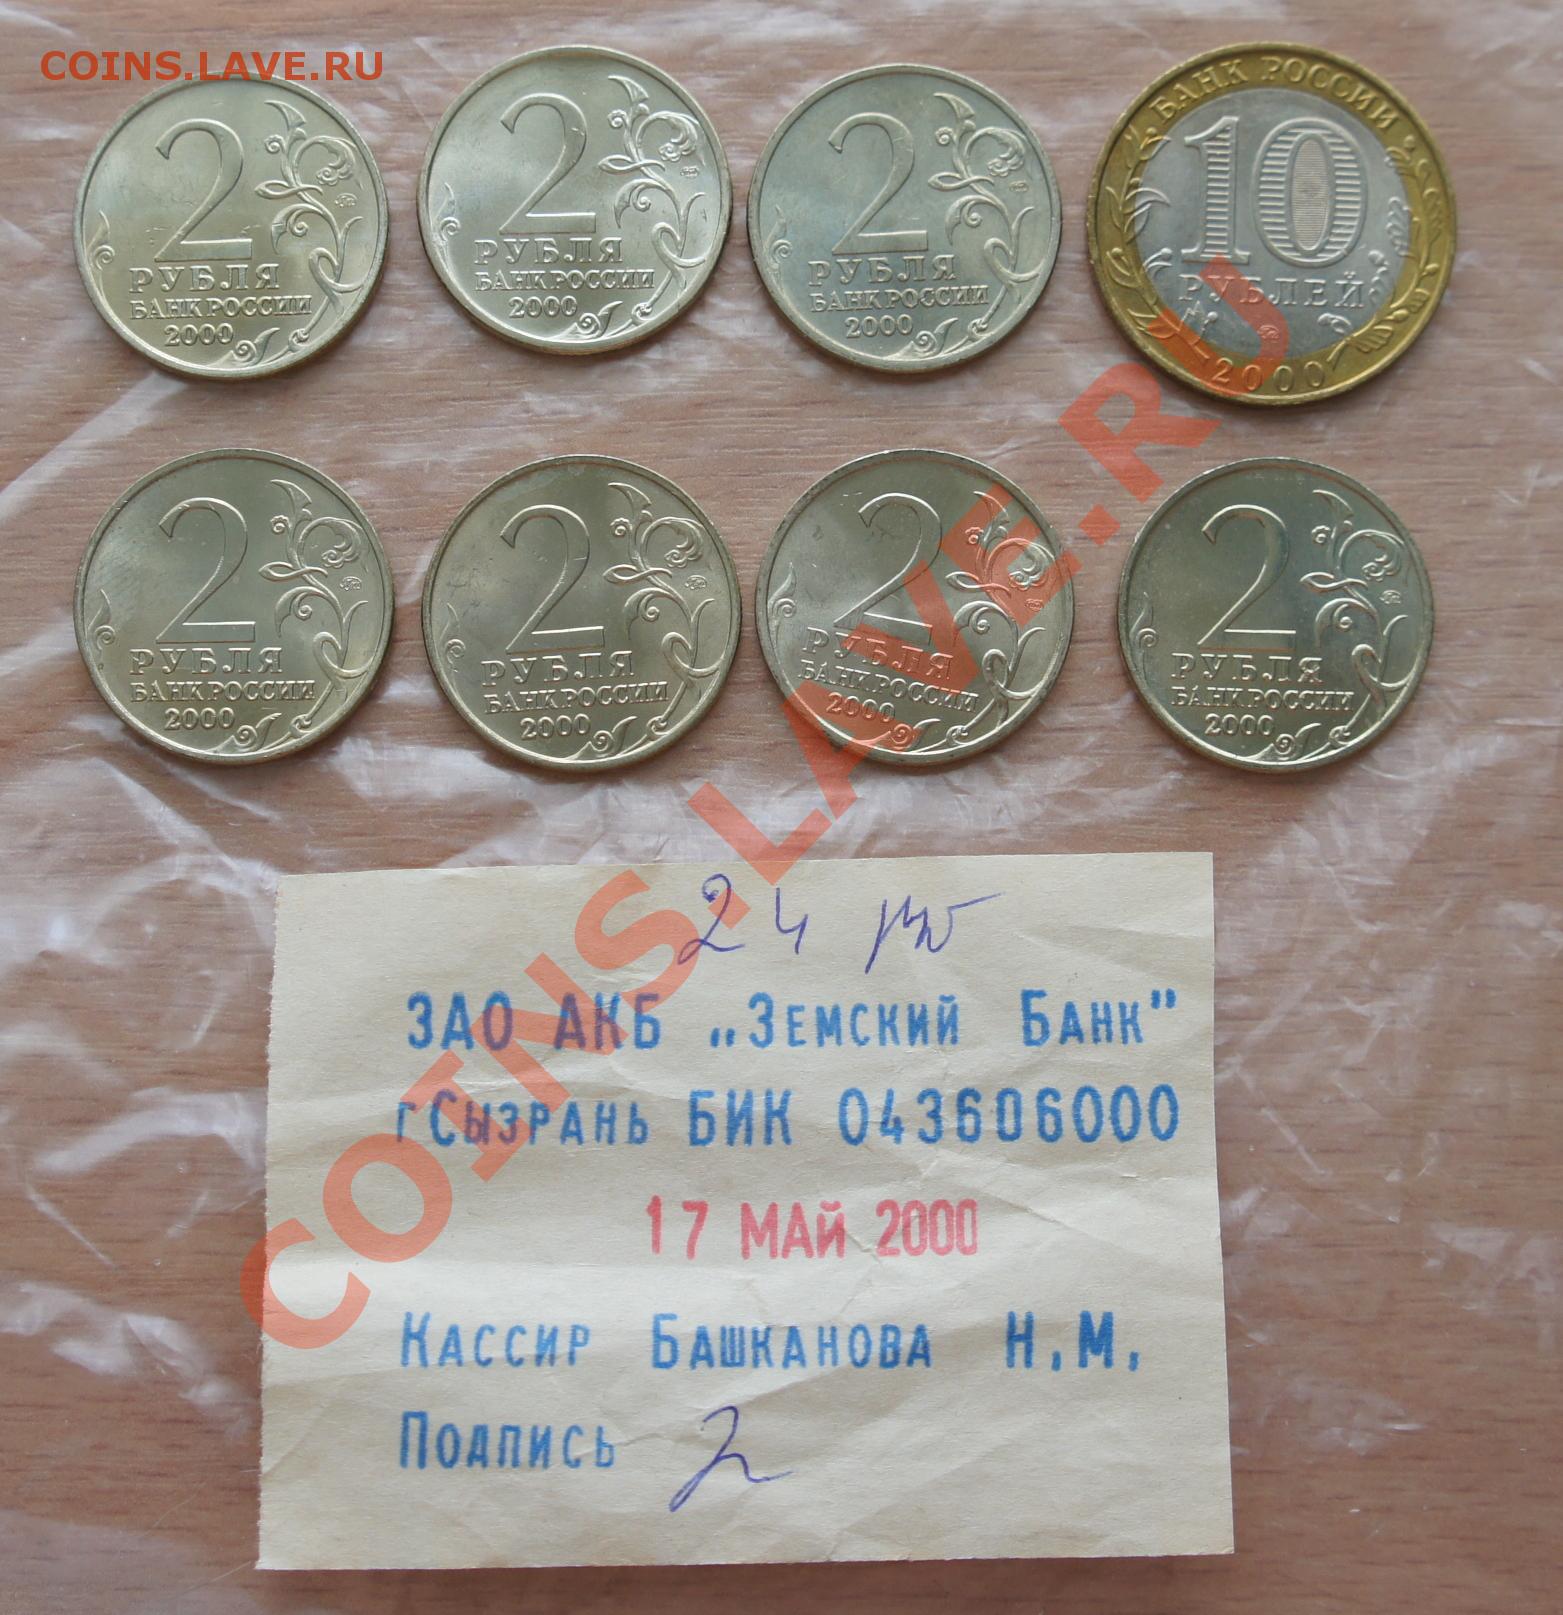 COINS.LAVE.RU
2
РУБЛЯ
БАНК РОССИИ
2000
2
РУБЛЯ
БАНК РОССИИ
2000
2
РУБЛЯ
БАНК РОССИИ
2000
БАНК РОССИИ
10
РУБЛЕЙ
2000
2
РУБЛЯ
БАНК РОССИИ
2000
2
РУБЛЯ
БАНК РОССИИ
2000
2
РУБЛЯ
БАНК РОССИИ
2000
2
РУБЛЯ
БАНК РОССИИ
2000
COINS.LAVE.RU
24 руб
ЗАО АКБ „Земский Банк"
г Сызрань БИК 043606000
17 МАЙ 2000
Кассир Башканова Н.М.
Подпись